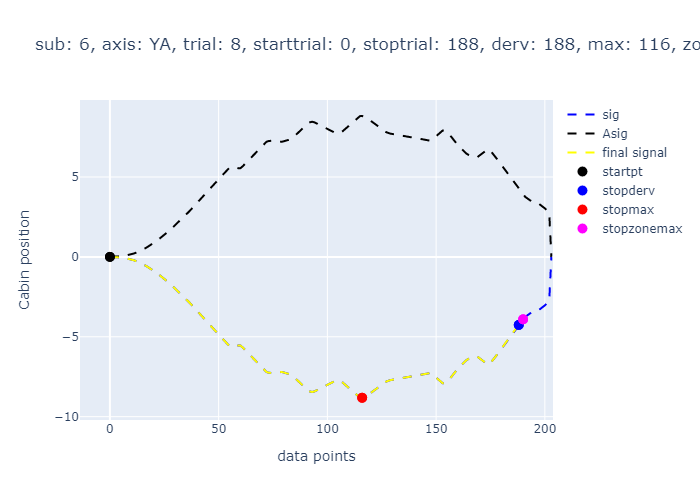 sub: 6, axis: YA, trial: 8, starttrial: 0, stoptrial: 188, derv: 188, max: 116, zo
sig
Asig
final signal
startpt
stopderv
stopmax
stopzonemax
Cabin position
5
0
−5
−10
0
50
100
150
200
data points